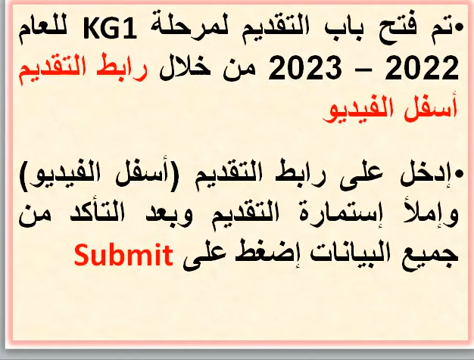 •تم فتح باب التقديم لمرحلة KG1 للعام
2022 – 2023 من خلال رابط التقديم
أسفل الفيديو
•إدخل على رابط التقديم (أسفل الفيديو)
وإملأ إستمارة التقديم وبعد التأكد من
جميع البيانات إضغط على Submit